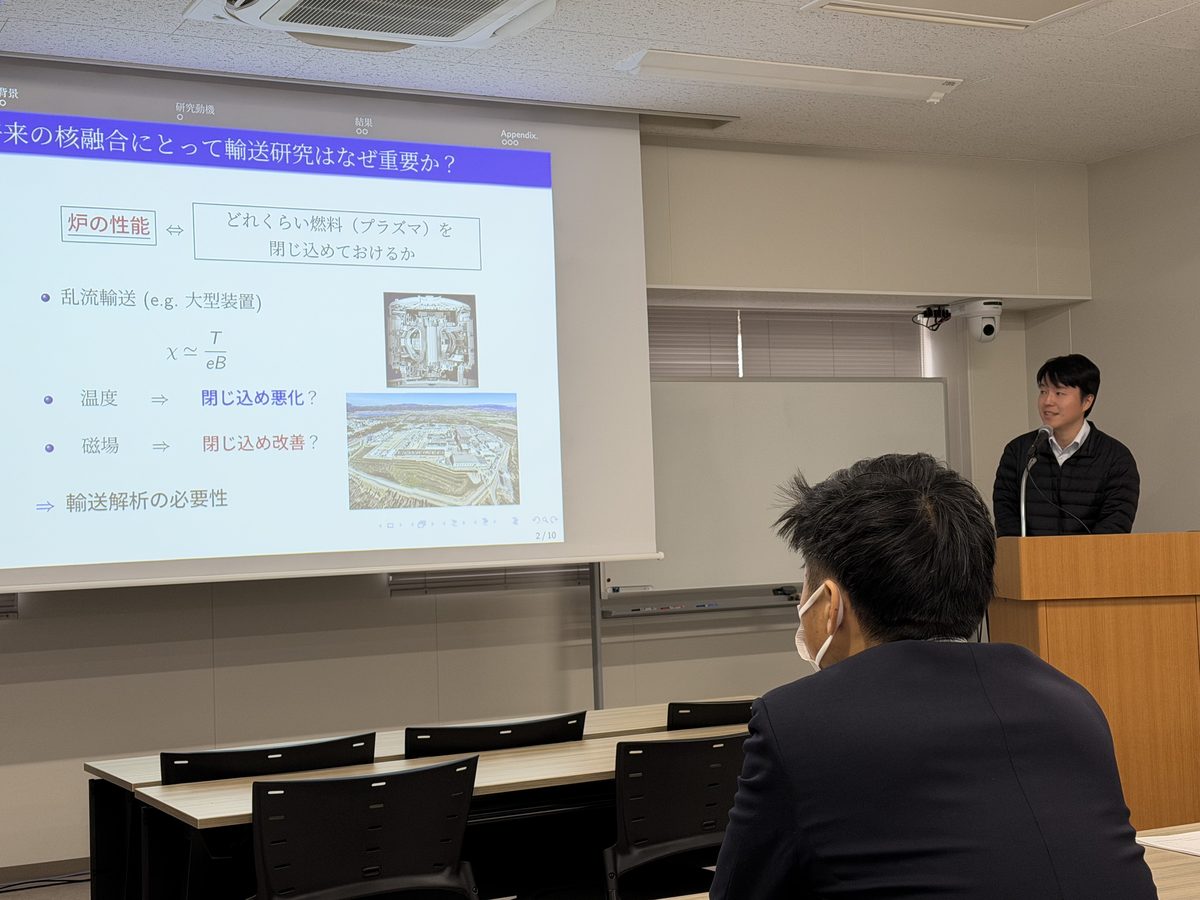 背景
研究動機
結果
Appendix.
来の核融合にとって輸送研究はなぜ重要か？
炉の性能 ⇔ どれくらい燃料（プラズマ）を
閉じ込めておけるか
乱流輸送 (e.g. 大型装置)
χ ≃ T/eB
温度 ⇒ 閉じ込め悪化？
磁場 ⇒ 閉じ込め改善？
⇒ 輸送解析の必要性
2 / 10